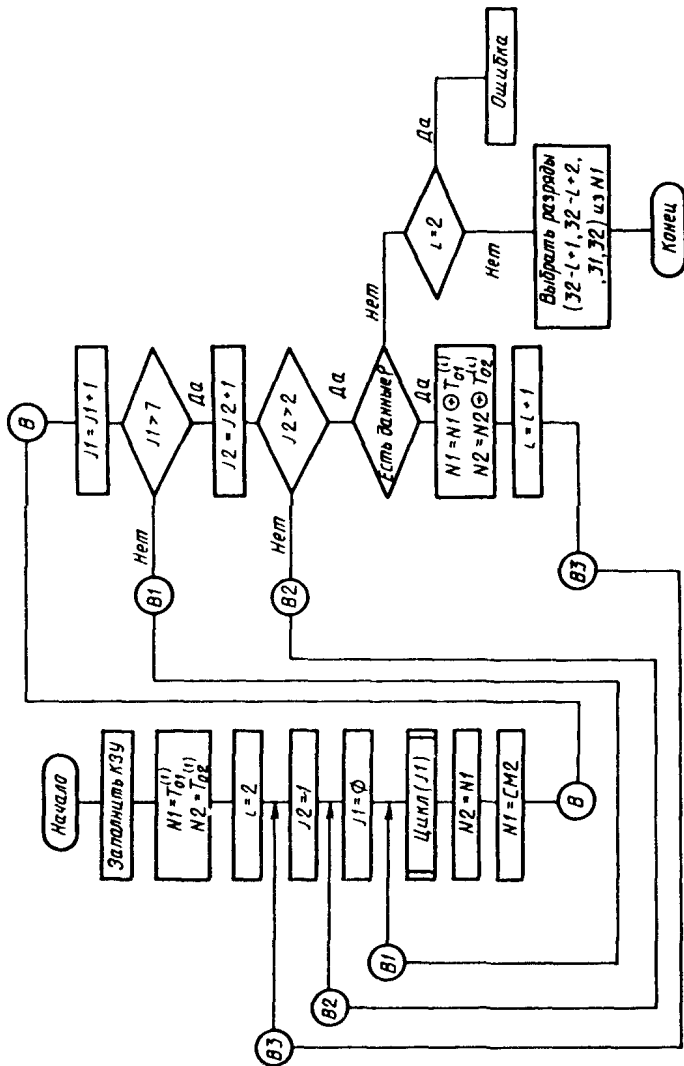 Начало
Заполнить КЗУ
N1=T₀₁⁽¹⁾
N2=T₀₂⁽¹⁾
i=2
J2=1
J1=Ø
Цикл(J1)
N2=N1
N1=СМ2
В
В1
В2
В3
В
J1=J1+1
J1>7
Нет
Да
В1
J2=J2+1
J2>2
Нет
Да
В2
Есть данные?
Нет
Да
N1=N1⊕T₀₁⁽ⁱ⁾
N2=N2⊕T₀₂⁽ⁱ⁾
i=i+1
В3
i=2
Да
Нет
Ошибка
Выбрать разряды
(32-i+1,32-i+2,
,31,32) из N1
Конец